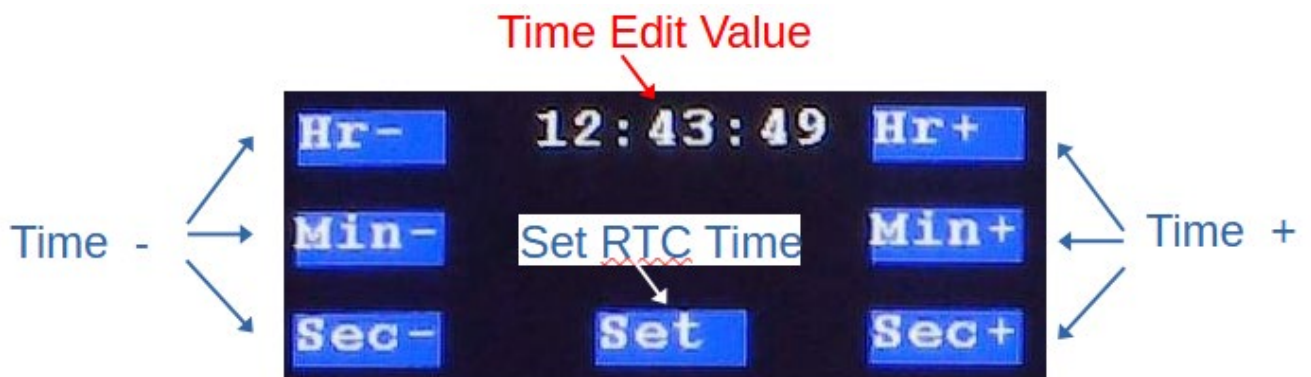 Time Edit Value
Hr- 12:43:49 Hr+
Time - Min- Set RTC Time Min+ Time +
Sec- Set Sec+